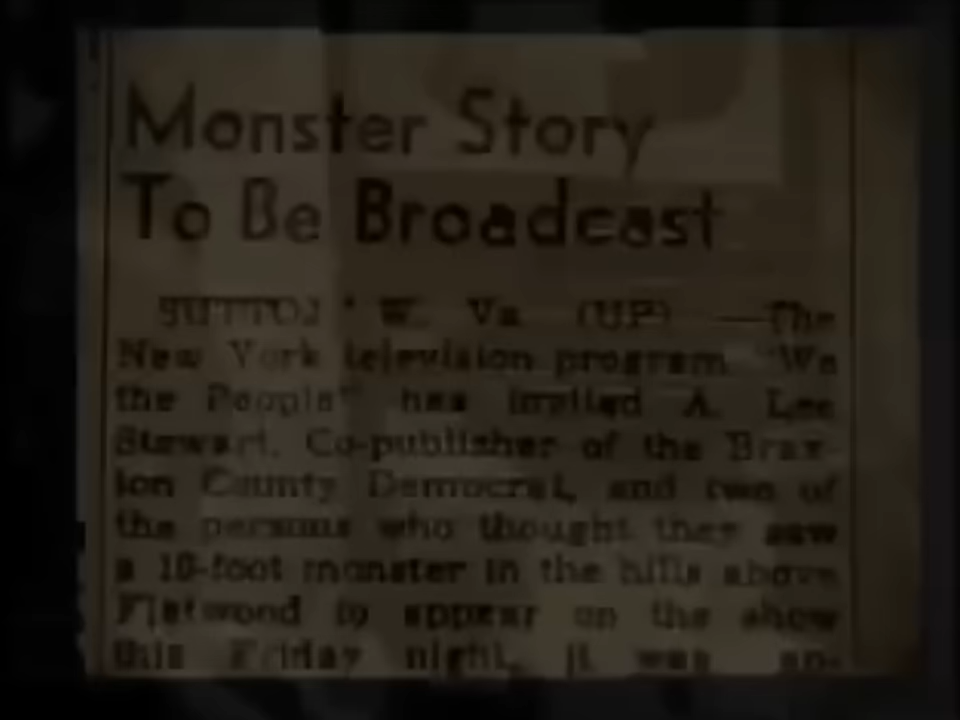 Monster Story
To Be Broadcast
SUTTON, W. Va. (UP) —The
New York television program "We
the People" has invited A. Lee
Stewart, Co-publisher of the Brax-
ton County Democrat, and two of
the persons who thought they saw
a 10-foot monster in the hills above
Flatwood to appear on the show
this Friday night, it was an-